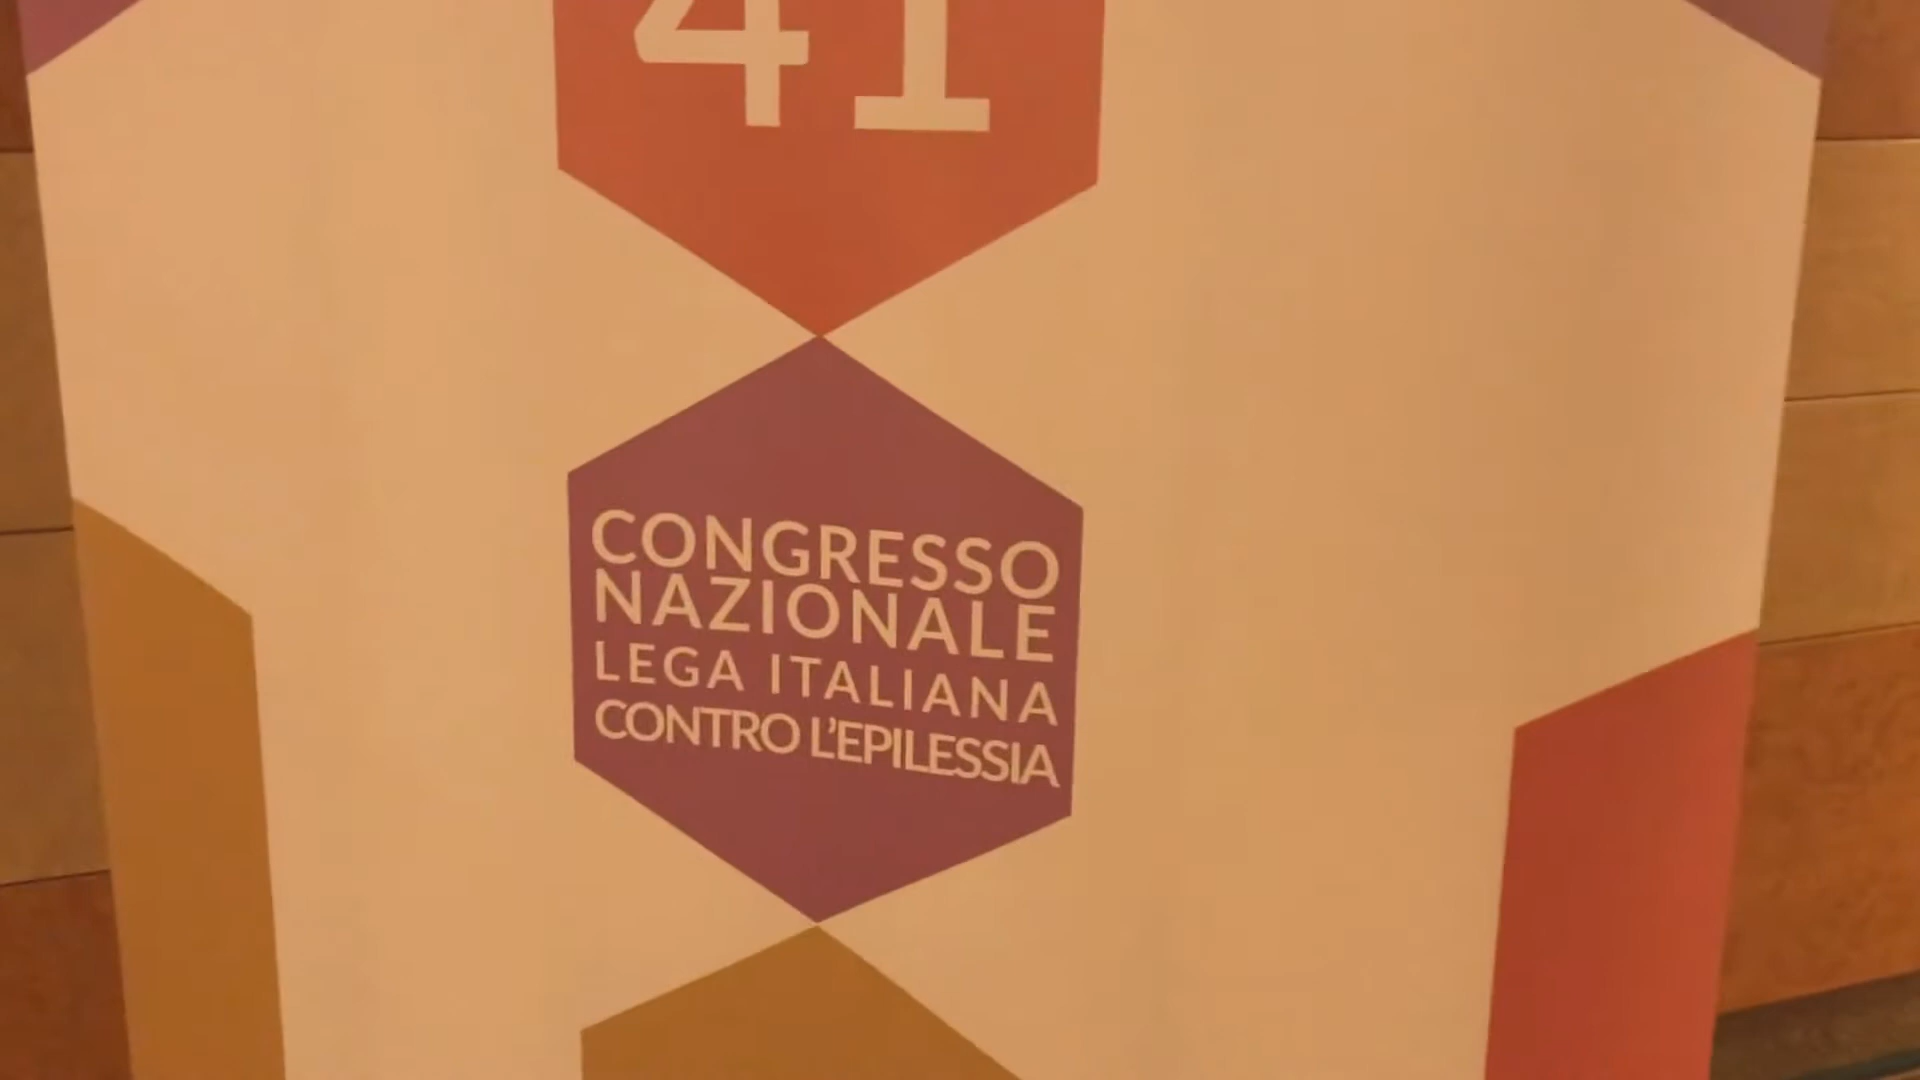 41
CONGRESSO
NAZIONALE
LEGA ITALIANA
CONTRO L'EPILESSIA